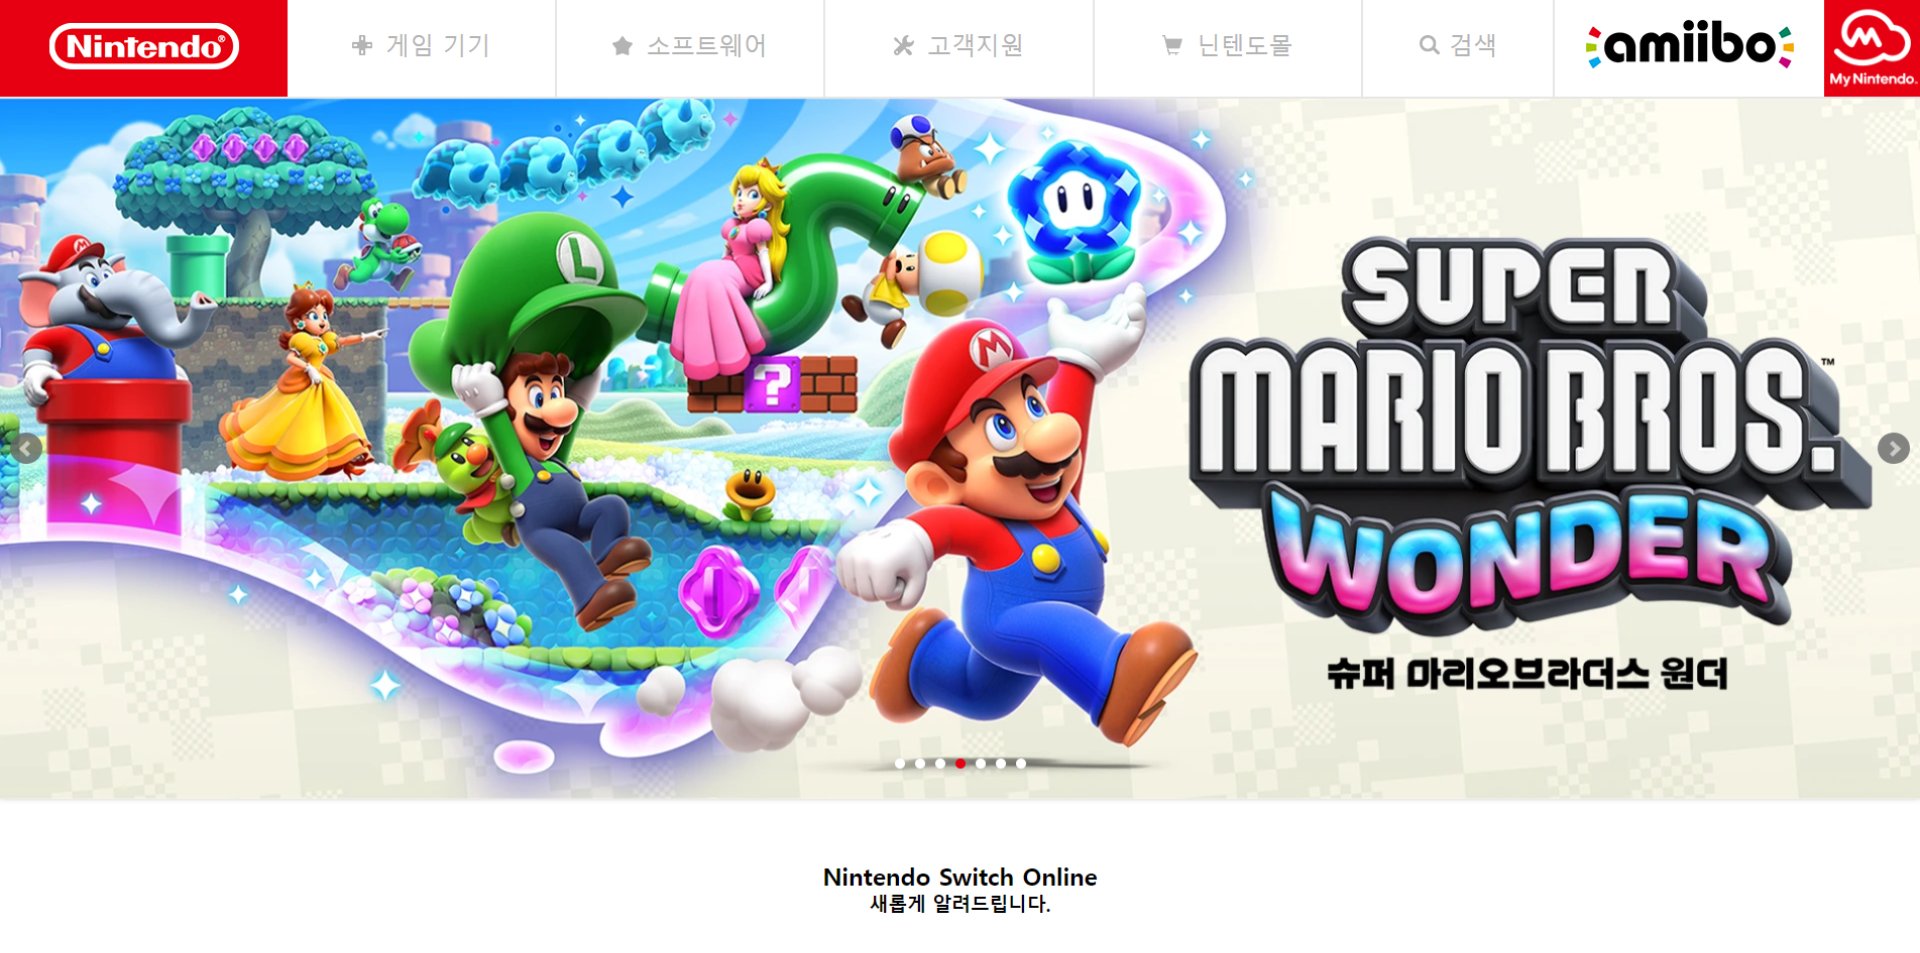 Nintendo®
게임 기기
소프트웨어
고객지원
닌텐도몰
검색
amiibo
My Nintendo.
SUPER
MARIO BROS.™
WONDER
슈퍼 마리오브라더스 원더
L
M
M
?
Nintendo Switch Online
새롭게 알려드립니다.